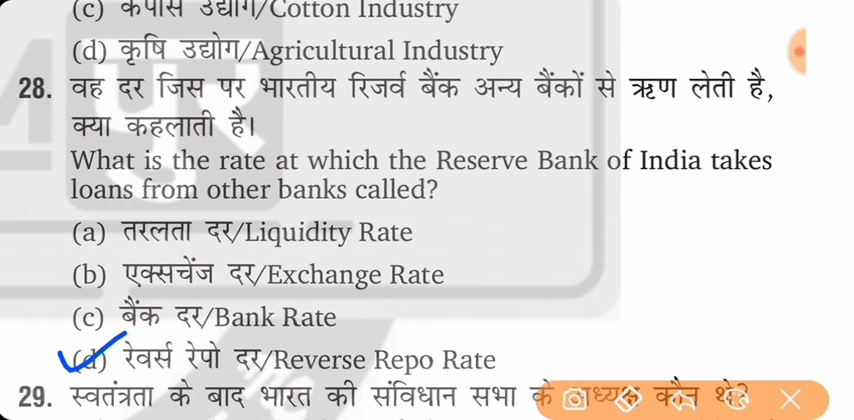 (c) कपास उद्योग/Cotton Industry
(d) कृषि उद्योग/Agricultural Industry
28. वह दर जिस पर भारतीय रिजर्व बैंक अन्य बैंकों से ऋण लेती है,
क्या कहलाती है।
What is the rate at which the Reserve Bank of India takes
loans from other banks called?
(a) तरलता दर/Liquidity Rate
(b) एक्सचेंज दर/Exchange Rate
(c) बैंक दर/Bank Rate
(d) रेवर्स रेपो दर/Reverse Repo Rate
29. स्वतंत्रता के बाद भारत की संविधान सभा के अध्यक्ष कौन थे?